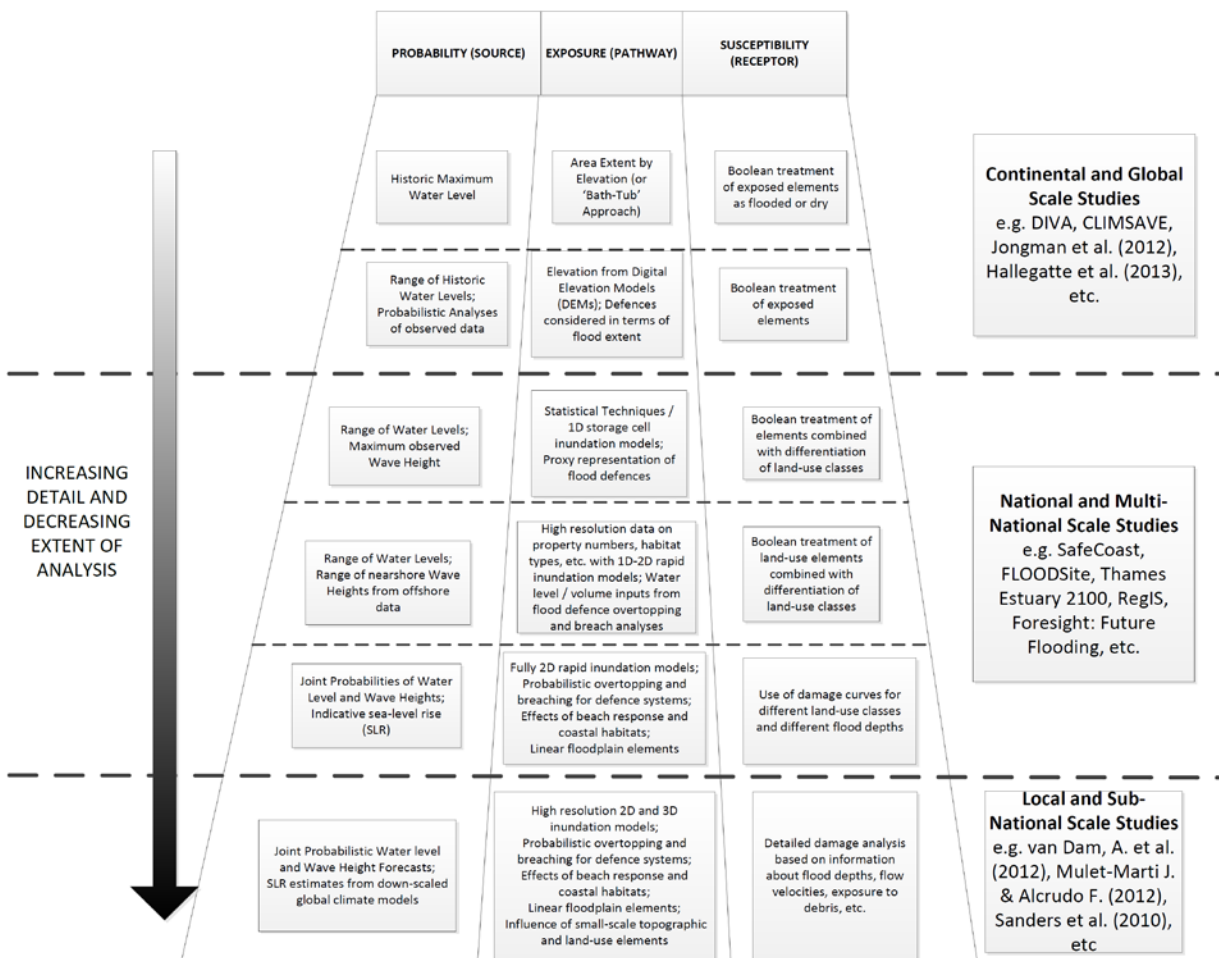 PROBABILITY (SOURCE)
EXPOSURE (PATHWAY)
SUSCEPTIBILITY
(RECEPTOR)
Historic Maximum
Water Level
Area Extent by
Elevation (or
‘Bath-Tub’
Approach)
Boolean treatment
of exposed elements
as flooded or dry
Continental and Global
Scale Studies
e.g. DIVA, CLIMSAVE,
Jongman et al. (2012),
Hallegatte et al. (2013),
etc.
Range of Historic
Water Levels;
Probabilistic Analyses
of observed data
Elevation from Digital
Elevation Models
(DEMs); Defences
considered in terms of
flood extent
Boolean treatment
of exposed
elements
INCREASING
DETAIL AND
DECREASING
EXTENT OF
ANALYSIS
Range of Water Levels;
Maximum observed
Wave Height
Statistical Techniques /
1D storage cell
inundation models;
Proxy representation of
flood defences
Boolean treatment of
elements combined
with differentiation
of land-use classes
National and Multi-
National Scale Studies
e.g. SafeCoast,
FLOODSite, Thames
Estuary 2100, RegIS,
Foresight: Future
Flooding, etc.
Range of Water Levels;
Range of nearshore Wave
Heights from offshore
data
High resolution data on
property numbers, habitat
types, etc. with 1D-2D rapid
inundation models; Water
level / volume inputs from
flood defence overtopping
and breach analyses
Boolean treatment of
land-use elements
combined with
differentiation of
land-use classes
Joint Probabilities of Water
Level and Wave Heights;
Indicative sea-level rise
(SLR)
Fully 2D rapid inundation models;
Probabilistic overtopping and
breaching for defence systems;
Effects of beach response and
coastal habitats;
Linear floodplain elements
Use of damage curves for
different land-use classes
and different flood depths
Joint Probabilistic Water level
and Wave Height Forecasts;
SLR estimates from down-scaled
global climate models
High resolution 2D and 3D
inundation models;
Probabilistic overtopping and
breaching for defence systems;
Effects of beach response and
coastal habitats;
Linear floodplain elements;
Influence of small-scale topographic
and land-use elements
Detailed damage analysis
based on information
about flood depths, flow
velocities, exposure to
debris, etc.
Local and Sub-
National Scale Studies
e.g. van Dam, A. et al.
(2012), Mulet-Marti J.
& Alcrudo F. (2012),
Sanders et al. (2010),
etc